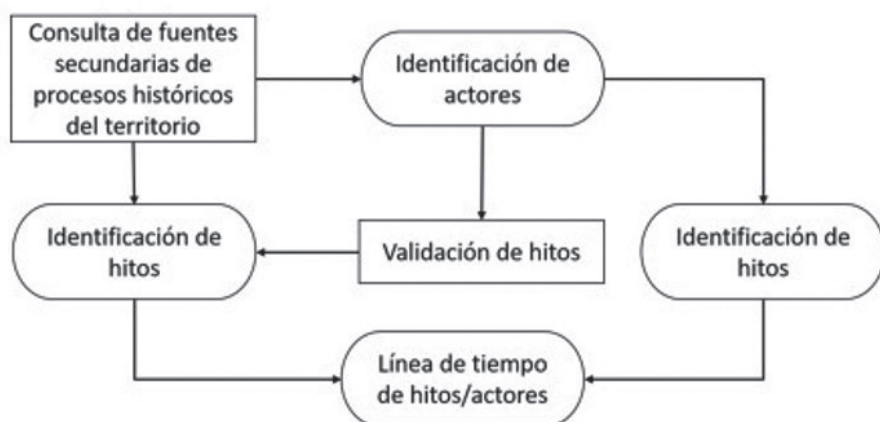 Consulta de fuentes
secundarias de
procesos históricos
del territorio
Identificación de
actores
Identificación de
hitos
Validación de hitos
Identificación de
hitos
Línea de tiempo
de hitos/actores